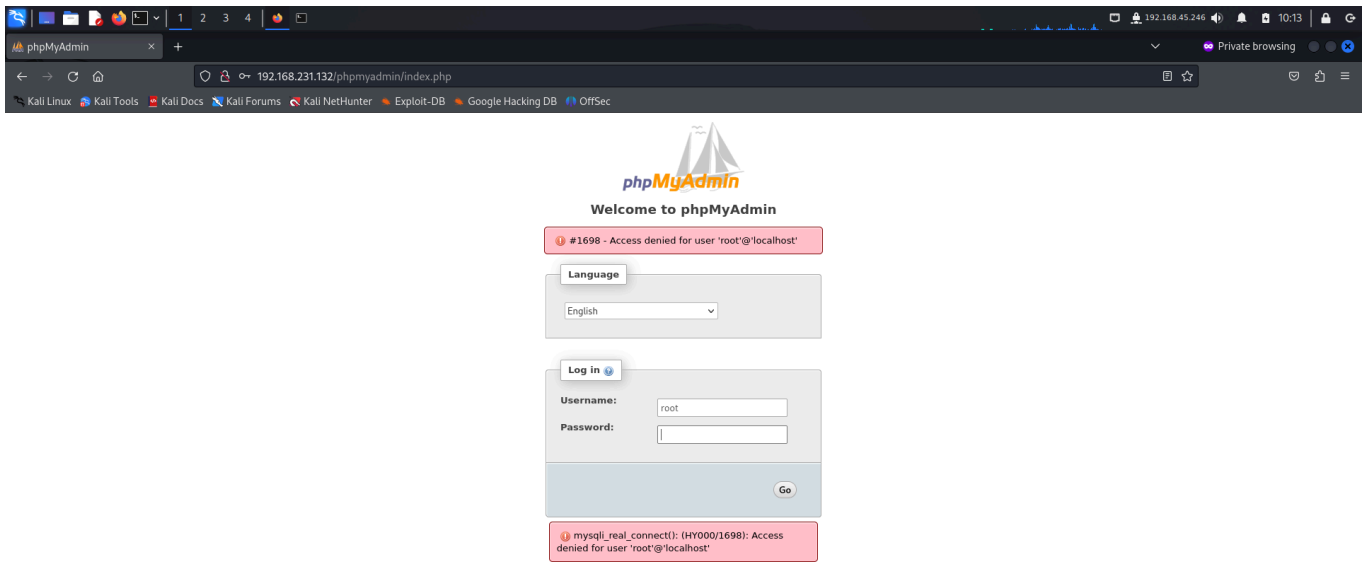 1 2 3 4 192.168.45.246 10:13
phpMyAdmin × + Private browsing
192.168.231.132/phpmyadmin/index.php
Kali Linux Kali Tools Kali Docs Kali Forums Kali NetHunter Exploit-DB Google Hacking DB OffSec
phpMyAdmin
Welcome to phpMyAdmin
#1698 - Access denied for user 'root'@'localhost'
Language
English
Log in
Username:
root
Password:
Go
mysqli_real_connect(): (HY000/1698): Access
denied for user 'root'@'localhost'